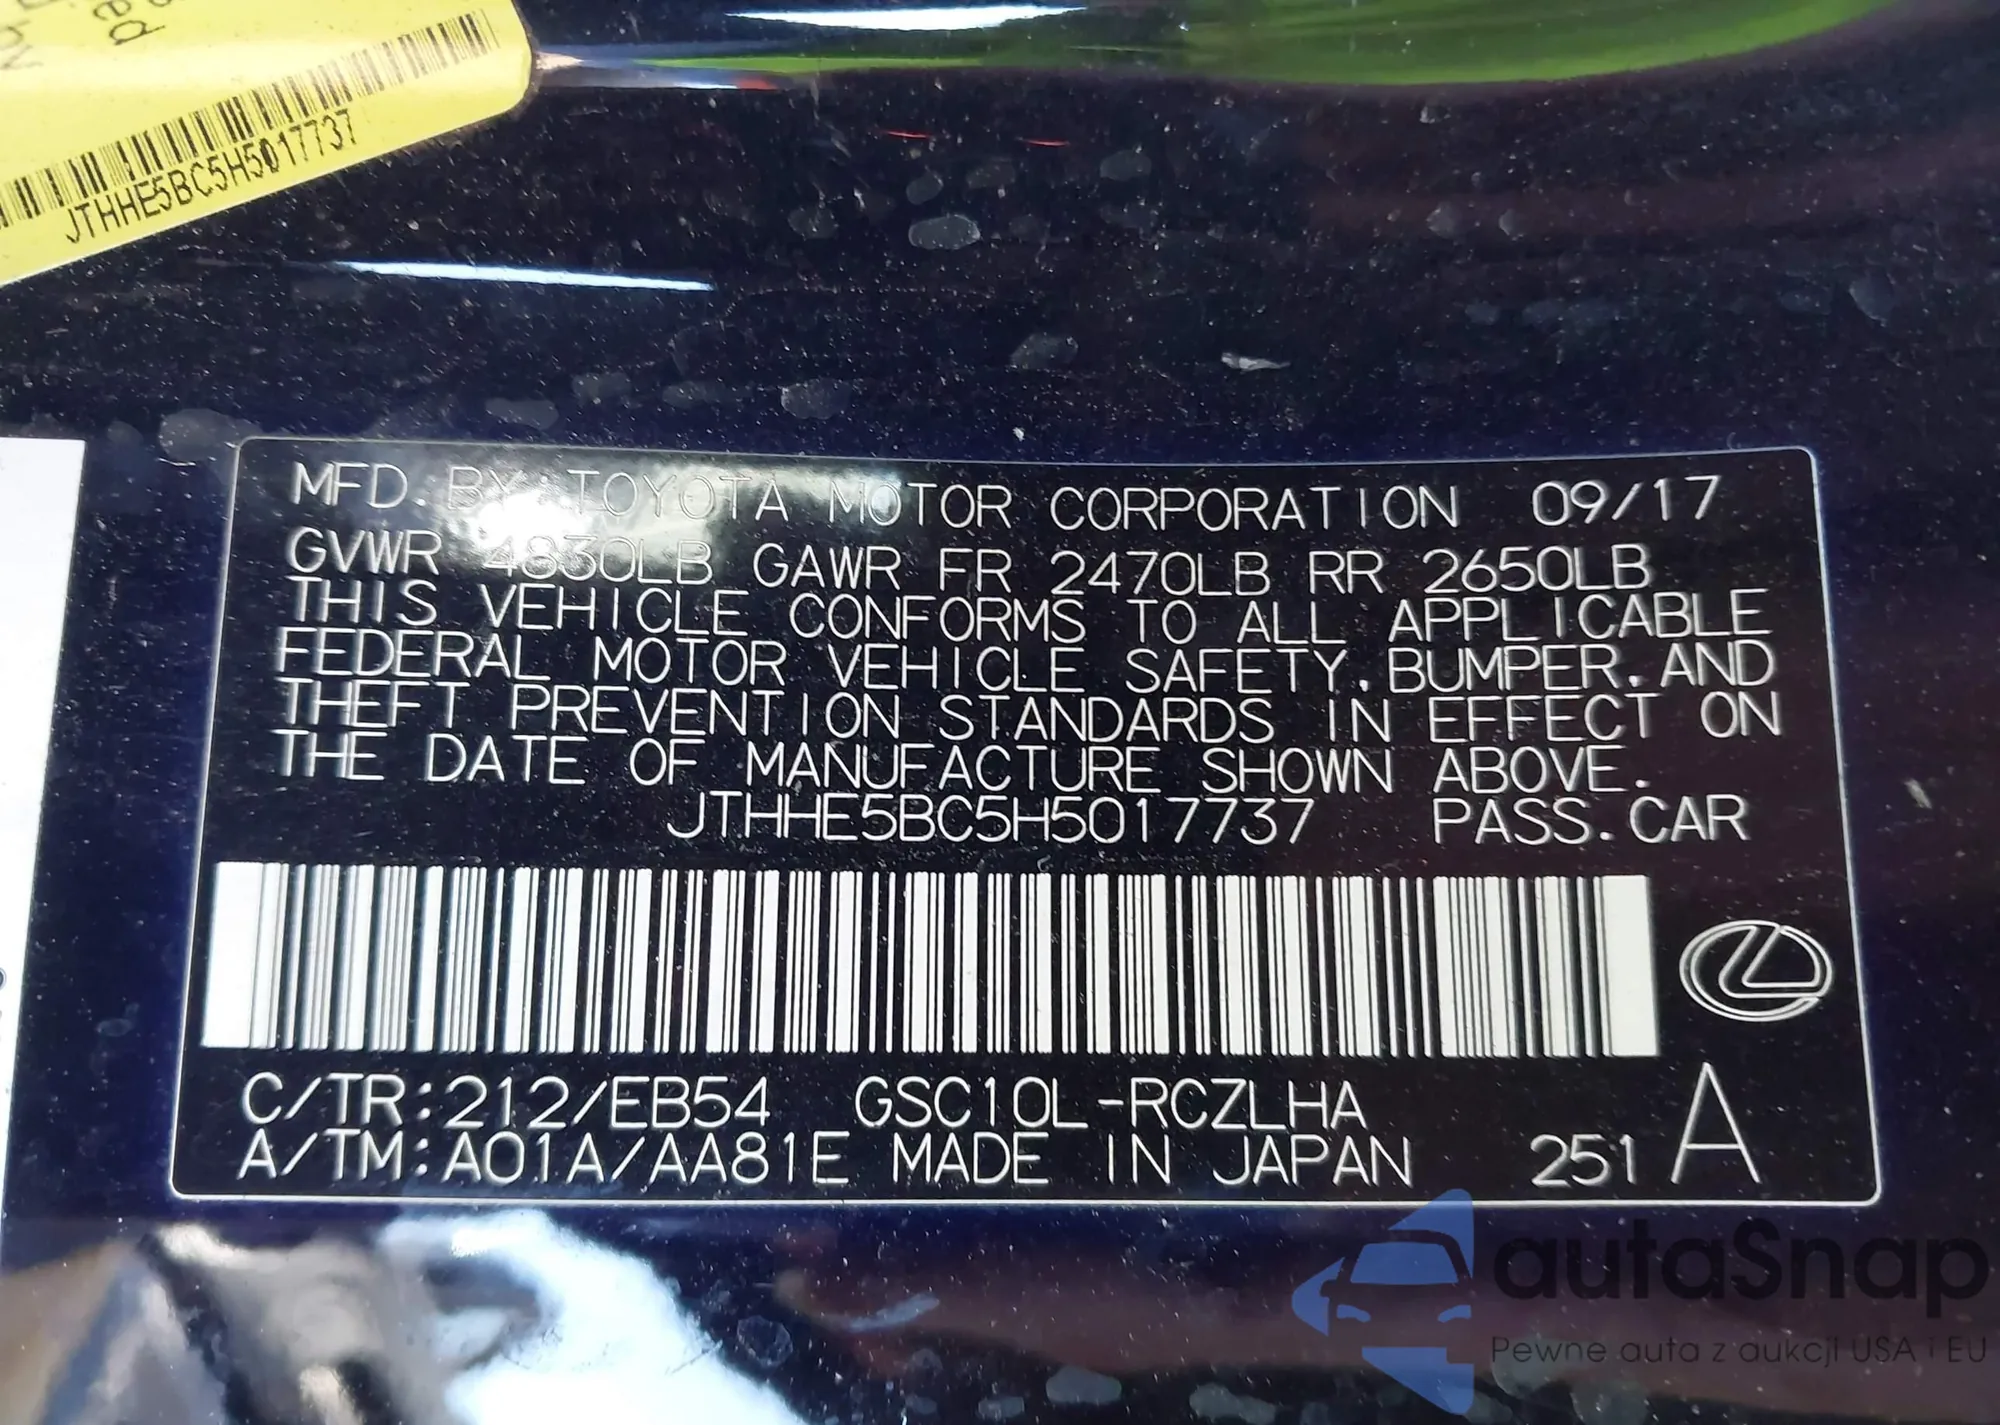 JTHHE5BC5H5017737
MFD. BY: TOYOTA MOTOR CORPORATION 09/17
GVWR 4830LB GAWR FR 2470LB RR 2650LB
THIS VEHICLE CONFORMS TO ALL APPLICABLE
FEDERAL MOTOR VEHICLE SAFETY, BUMPER, AND
THEFT PREVENTION STANDARDS IN EFFECT ON
THE DATE OF MANUFACTURE SHOWN ABOVE.
JTHHE5BC5H5017737 PASS. CAR
C/TR:212/EB54 GSC10L-RCZLHA
A/TM:A01A/AA81E MADE IN JAPAN 251 A
autaSnap
Pewne auta z aukcji USA i EU